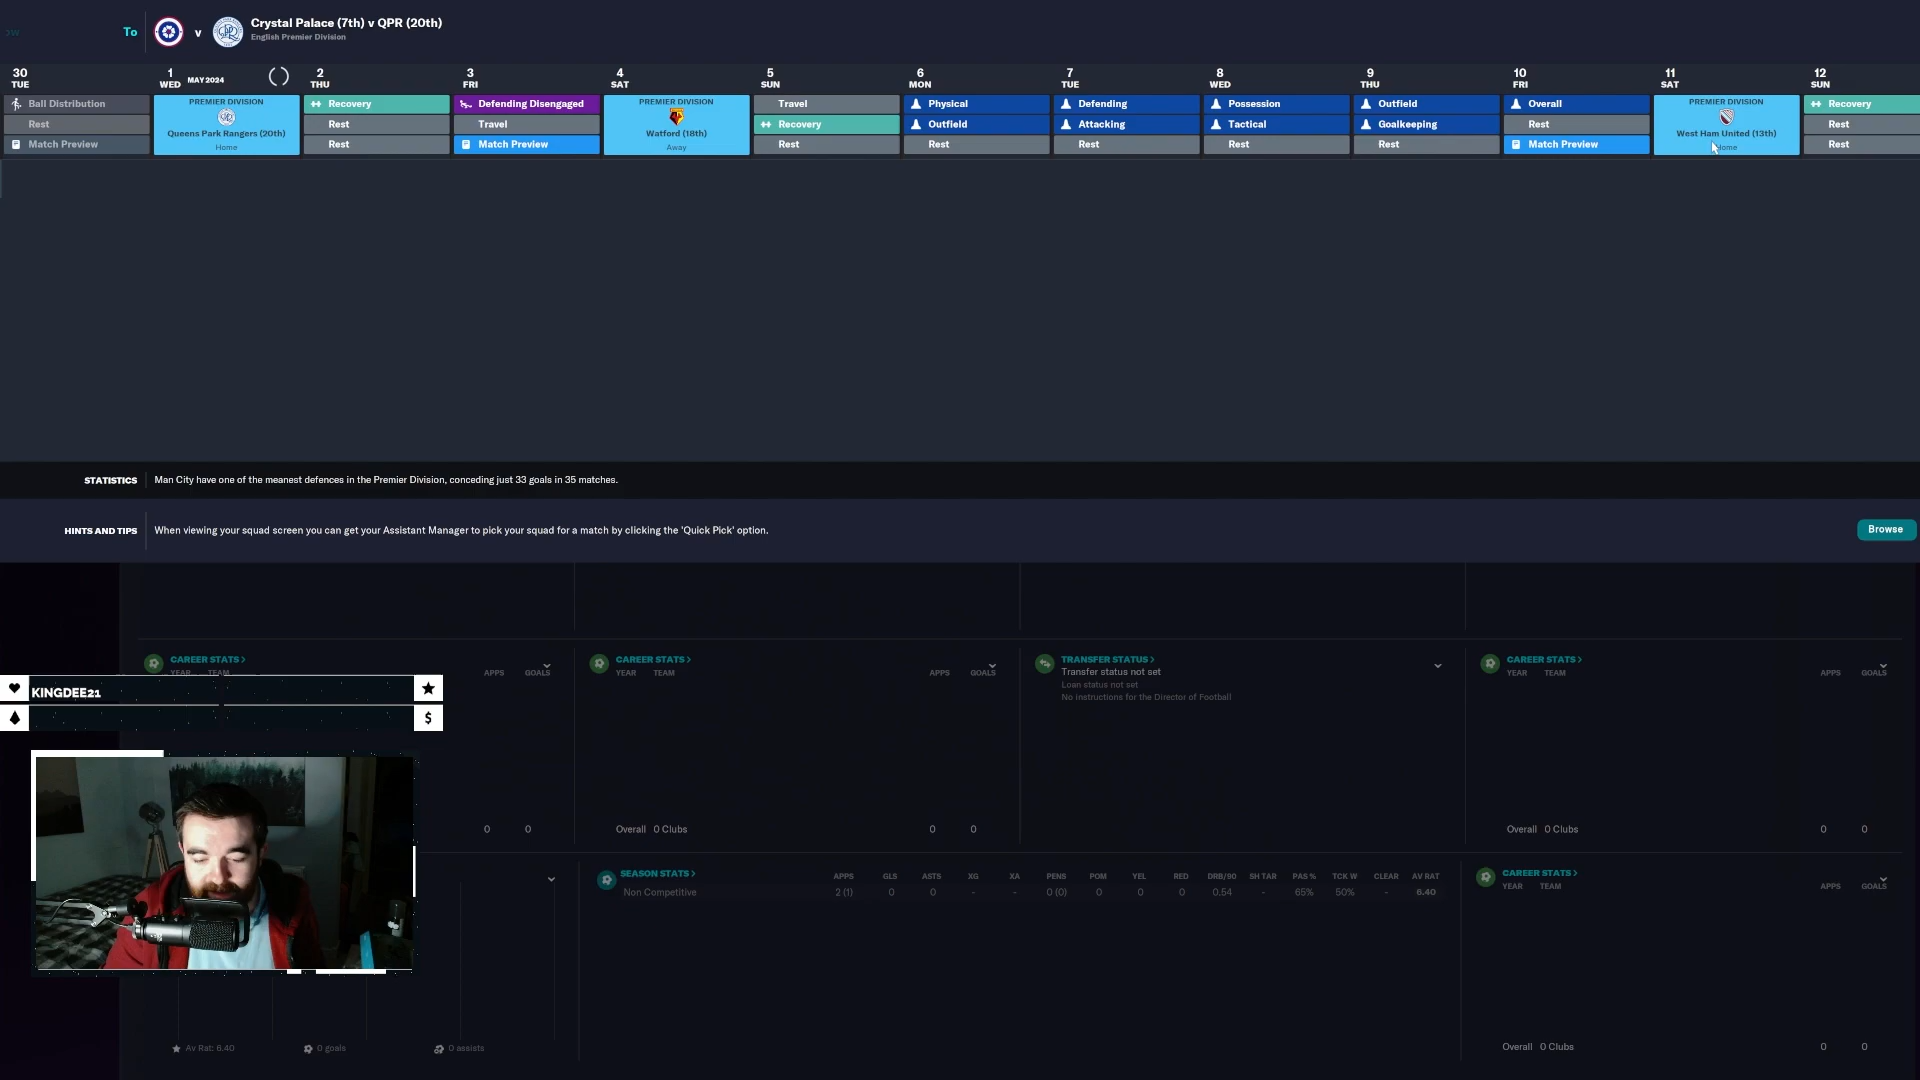 To
v
Crystal Palace (7th) v QPR (20th)
English Premier Division
30
TUE
1
WED
MAY 2024
2
THU
3
FRI
4
SAT
5
SUN
6
MON
7
TUE
8
WED
9
THU
10
FRI
11
SAT
12
SUN
Ball Distribution
Rest
Match Preview
PREMIER DIVISION
Queens Park Rangers (20th)
Home
Recovery
Rest
Rest
Defending Disengaged
Travel
Match Preview
PREMIER DIVISION
Watford (18th)
Away
Travel
Recovery
Rest
Physical
Outfield
Rest
Defending
Attacking
Rest
Possession
Tactical
Rest
Outfield
Goalkeeping
Rest
Overall
Rest
Match Preview
PREMIER DIVISION
West Ham United (13th)
Home
Recovery
Rest
Rest
STATISTICS
Man City have one of the meanest defences in the Premier Division, conceding just 33 goals in 35 matches.
HINTS AND TIPS
When viewing your squad screen you can get your Assistant Manager to pick your squad for a match by clicking the 'Quick Pick' option.
Browse
CAREER STATS >
YEAR TEAM APPS GOALS
CAREER STATS >
YEAR TEAM APPS GOALS
TRANSFER STATUS >
Transfer status not set
Loan status not set
No instructions for the Director of Football
CAREER STATS >
YEAR TEAM APPS GOALS
KINGDEE21
$
0 0
Overall 0 Clubs 0 0
Overall 0 Clubs 0 0
SEASON STATS > APPS GLS ASTS XG XA PENS POM YEL RED DRB/90 SH TAR PAS % TCK W CLEAR AV RAT
Non Competitive 2 (1) 0 0 - - 0 (0) 0 0 0 0.54 - 65% 50% - 6.40
CAREER STATS >
YEAR TEAM APPS GOALS
Av Rat: 6.40
0 goals
0 assists
Overall 0 Clubs 0 0